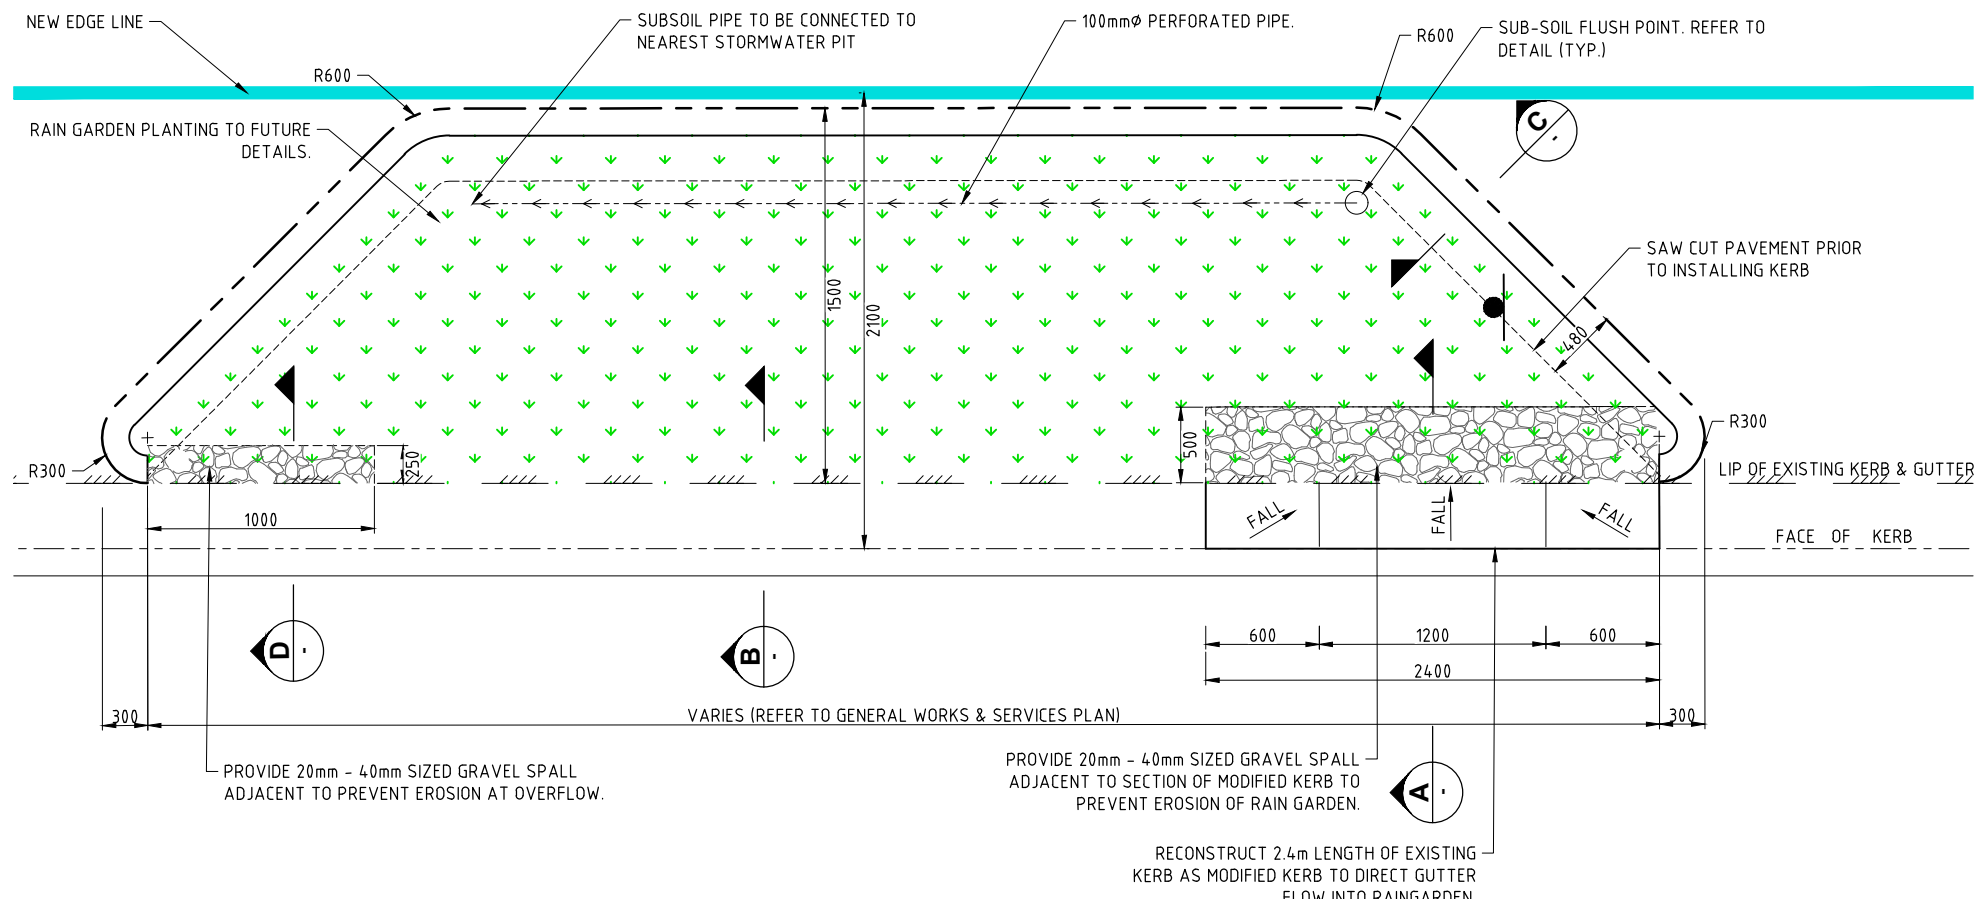 NEW EDGE LINE
SUBSOIL PIPE TO BE CONNECTED TO
NEAREST STORMWATER PIT
100mmø PERFORATED PIPE.
R600
SUB-SOIL FLUSH POINT. REFER TO
DETAIL (TYP.)
R600
C
-
RAIN GARDEN PLANTING TO FUTURE
DETAILS.
SAW CUT PAVEMENT PRIOR
TO INSTALLING KERB
1500
2100
480
R300
R300
250
500
LIP OF EXISTING KERB & GUTTER
1000
FALL
FALL
FALL
FACE OF KERB
D
-
B
-
600
1200
600
2400
300
VARIES (REFER TO GENERAL WORKS & SERVICES PLAN)
300
PROVIDE 20mm - 40mm SIZED GRAVEL SPALL
ADJACENT TO PREVENT EROSION AT OVERFLOW.
PROVIDE 20mm - 40mm SIZED GRAVEL SPALL
ADJACENT TO SECTION OF MODIFIED KERB TO
PREVENT EROSION OF RAIN GARDEN.
A
-
RECONSTRUCT 2.4m LENGTH OF EXISTING
KERB AS MODIFIED KERB TO DIRECT GUTTER
FLOW INTO RAINGARDEN.